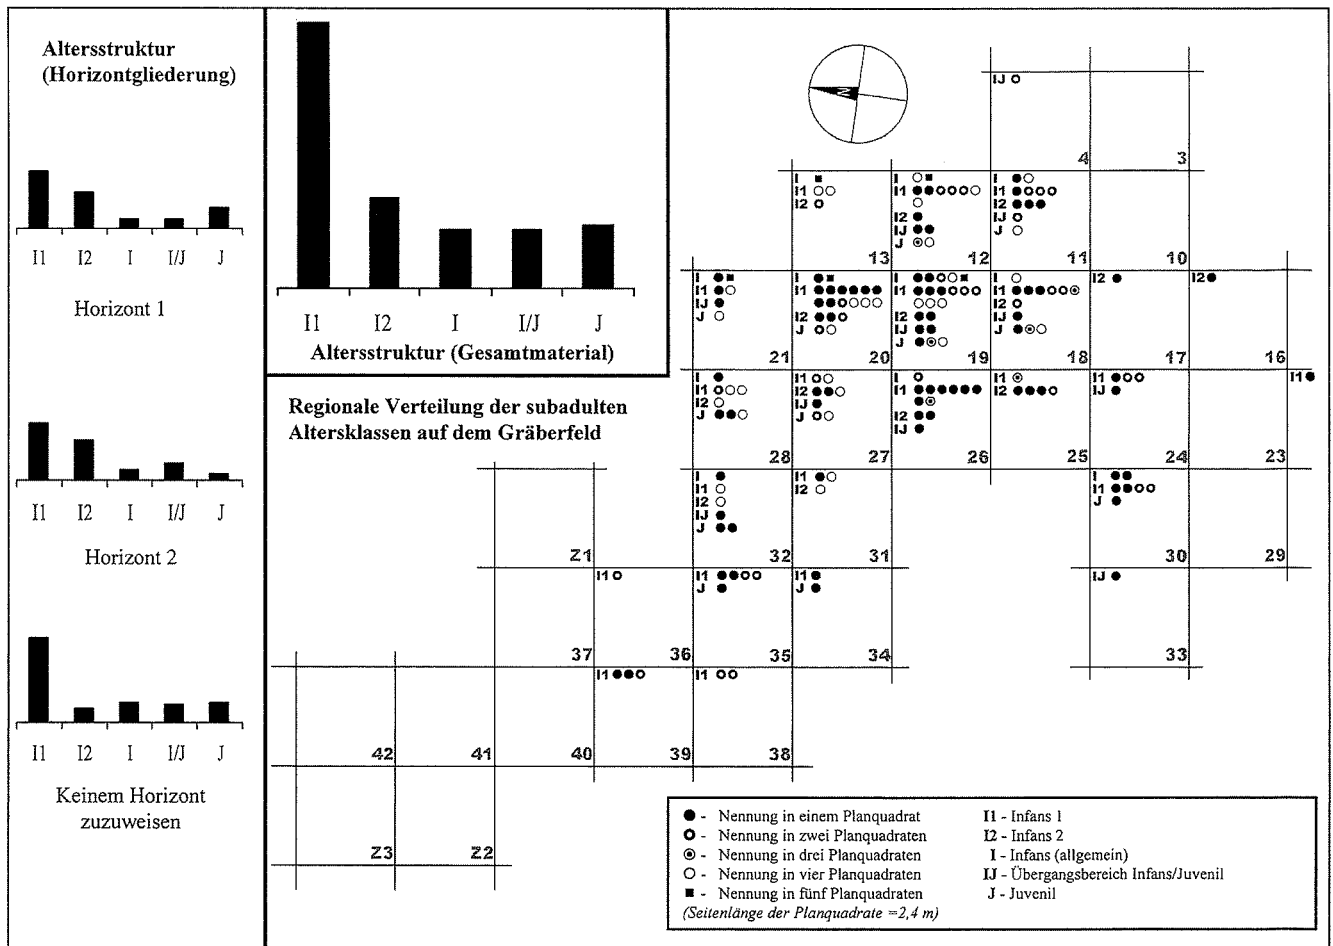 Altersstruktur
(Horizontgliederung)
I1 I2 I I/J J
Horizont 1
I1 I2 I I/J J
Horizont 2
I1 I2 I I/J J
Keinem Horizont
zuzuweisen
I1 I2 I I/J J
Altersstruktur (Gesamtmaterial)
Regionale Verteilung der subadulten
Altersklassen auf dem Gräberfeld
N
IJ
4 3
I I I
I1 I1 I1
I2 I2 I2
IJ IJ
J J
13 12 11 10
I I I I I2 I2
I1 I1 I1 I1
IJ I2 I2 I2
J J IJ IJ
J J
21 20 19 18 17 16
I I1 I I1 I1 I1
I1 I2 I1 I2 IJ
I2 IJ I2
J J IJ
28 27 26 25 24 23
I I1 I
I1 I2 I1
I2 J
IJ
J
Z1 32 31 30 29
I1 I1 I1 IJ
J J
37 36 35 34 33
I1 I1
42 41 40 39 38
Z3 Z2
- Nennung in einem Planquadrat
- Nennung in zwei Planquadraten
- Nennung in drei Planquadraten
- Nennung in vier Planquadraten
- Nennung in fünf Planquadraten
(Seitenlänge der Planquadrate =2,4 m)
I1 - Infans 1
I2 - Infans 2
I - Infans (allgemein)
IJ - Übergangsbereich Infans/Juvenil
J - Juvenil